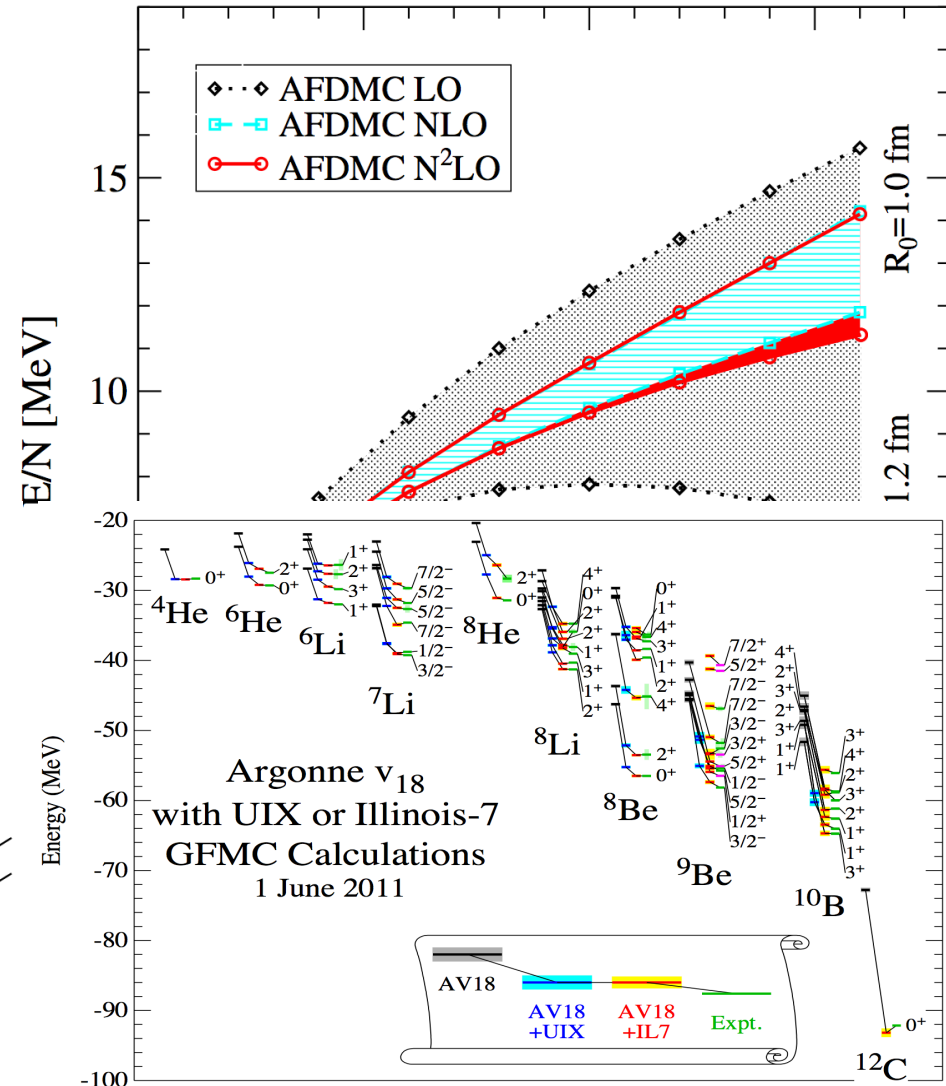 AFDMC LO
AFDMC NLO
AFDMC N²LO
15
10
E/N [MeV]
R₀=1.0 fm
1.2 fm
-20
-30
-40
-50
-60
-70
-80
-90
-100
Energy (MeV)
⁴He
0⁺
⁶He
2⁺
0⁺
⁶Li
1⁺
2⁺
3⁺
1⁺
⁷Li
7/2⁻
5/2⁻
5/2⁻
7/2⁻
1/2⁻
3/2⁻
⁸He
2⁺
0⁺
⁸Li
4⁺
0⁺
2⁺
2⁺
1⁺
3⁺
1⁺
2⁺
⁸Be
0⁺
1⁺
4⁺
3⁺
1⁺
2⁺
4⁺
2⁺
0⁺
⁹Be
7/2⁺
5/2⁺
7/2⁻
7/2⁻
3/2⁻
3/2⁺
5/2⁺
1/2⁻
5/2⁻
1/2⁺
3/2⁻
¹⁰B
4⁺
2⁺
3⁺
2⁺
3⁺
1⁺
1⁺
3⁺
4⁺
2⁺
3⁺
2⁺
1⁺
1⁺
3⁺
¹²C
0⁺
Argonne v₁₈
with UIX or Illinois-7
GFMC Calculations
1 June 2011
AV18
AV18
+UIX
AV18
+IL7
Expt.